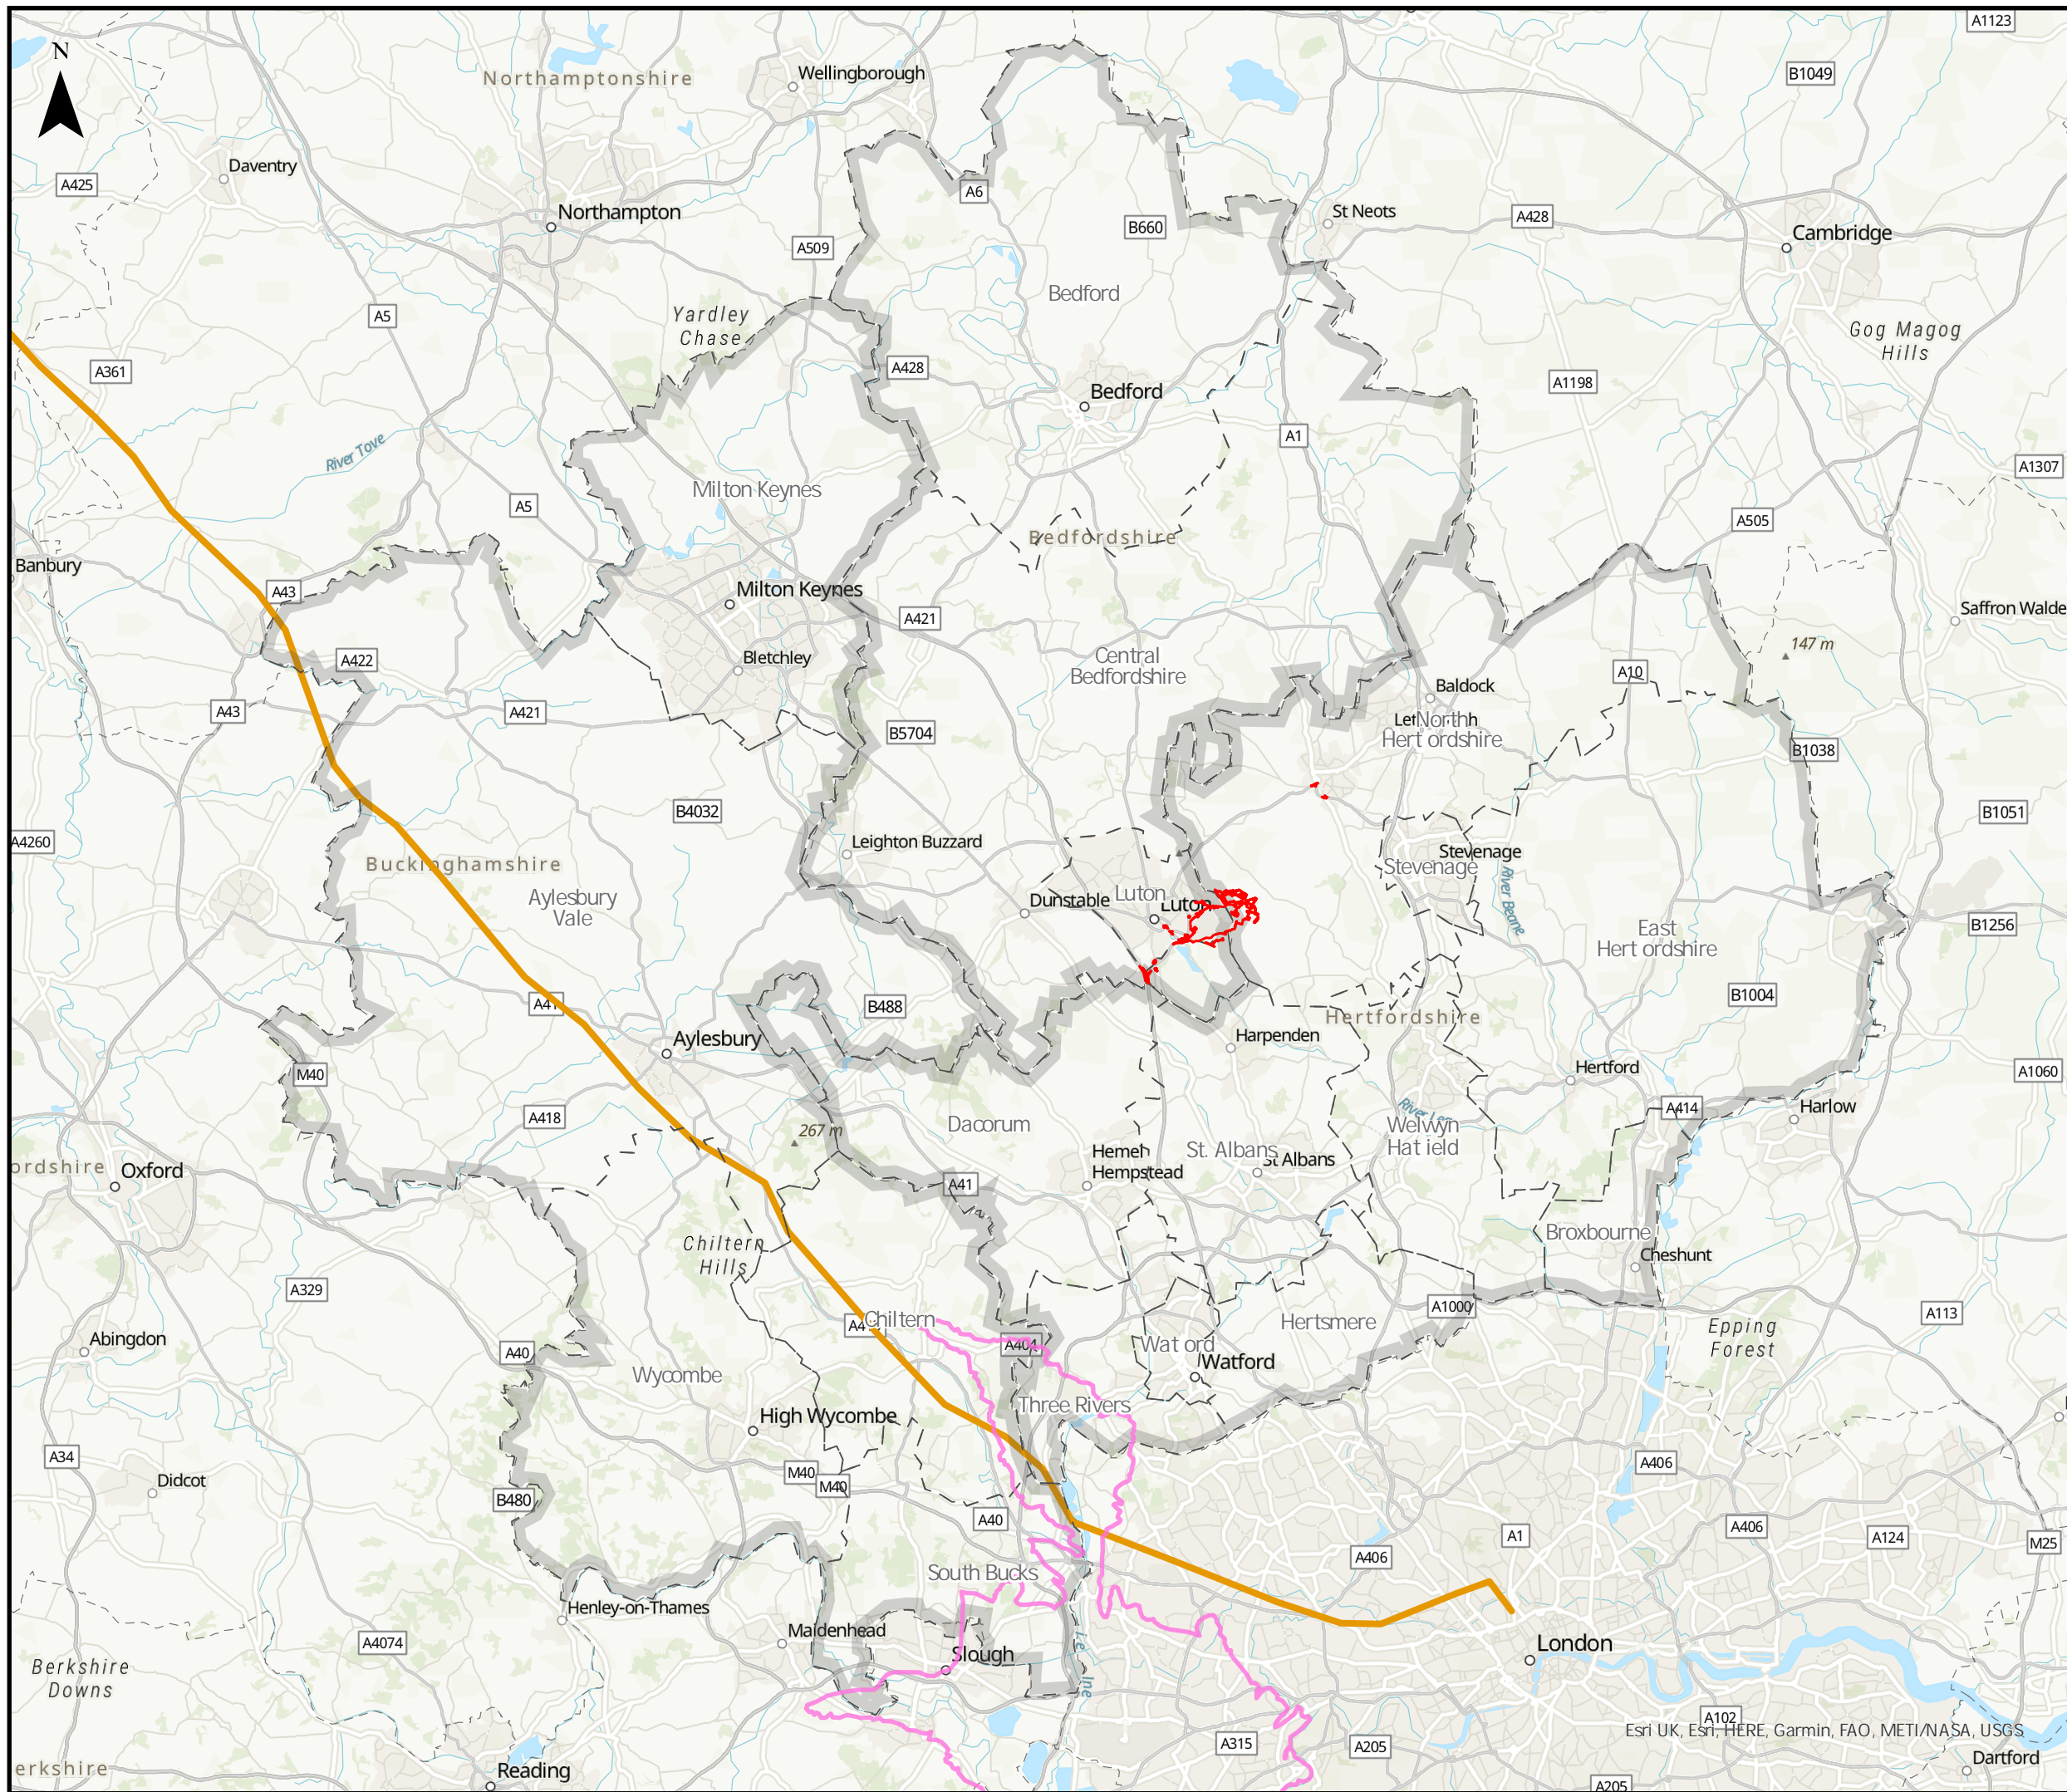 A1123
N
Wellingborough
Northamptonshire
B1049
Daventry
A425
A6
Northampton
St Neots
A428
B660
Cambridge
A509
Bedford
Yardley
Chase
A5
Gog Magog
Hills
A361
A428
A1198
Bedford
A1
River Tove
A1307
Milton Keynes
A5
A505
Bedfordshire
Banbury
A43
Milton Keynes
Saffron Walde
A421
147 m
Central
Bedfordshire
A422
Bletchley
A10
Baldock
A43
A421
North
Hert ordshire
B5704
B1038
B4032
B1051
A4260
Leighton Buzzard
Stevenage
Stevenage
Buckinghamshire
Aylesbury
Vale
Luton
Dunstable
Luton
River Beane
East
Hert ordshire
B1256
A41
B488
B1004
Hertfordshire
Aylesbury
Harpenden
M40
Hertford
A1060
A418
A414
Harlow
River Lea
267 m
Dacorum
Welwyn
Hat ield
Hemel
Hempstead
St. Albans
St Albans
ordshire
Oxford
A41
Broxbourne
Chiltern
Hills
Cheshunt
A329
A1000
A113
Chiltern
Hertsmere
Epping
Forest
Abingdon
A40
A404
Wat ord
Watford
Wycombe
Three Rivers
High Wycombe
A34
M40
M40
A406
Didcot
B480
A40
A1
A406
A124
M25
A406
South Bucks
Henley-on-Thames
Maidenhead
A4074
London
Slough
Berkshire
Downs
A102
Esri UK, Esri, HERE, Garmin, FAO, METI/NASA, USGS
A315
A205
Dartford
erkshire
Reading
A205